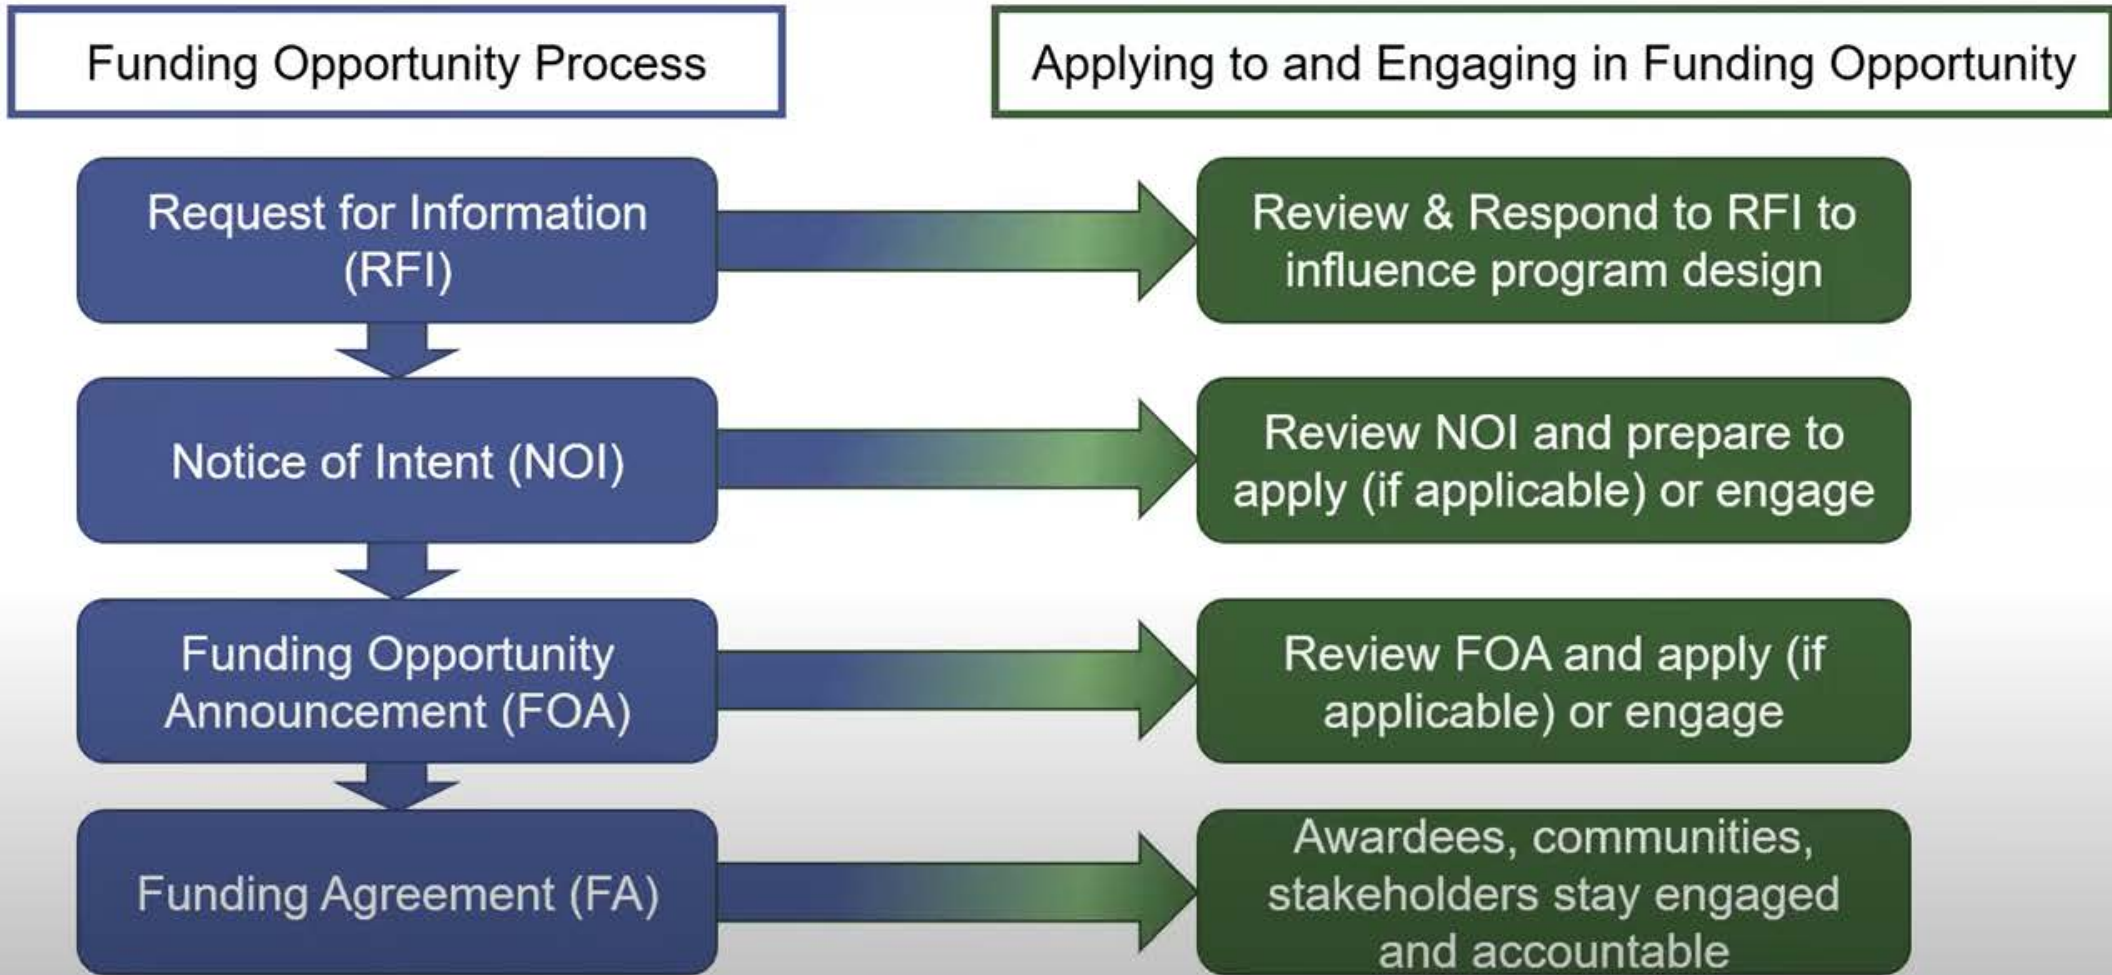 Funding Opportunity Process
Applying to and Engaging in Funding Opportunity
Request for Information
(RFI)
Review & Respond to RFI to
influence program design
Notice of Intent (NOI)
Review NOI and prepare to
apply (if applicable) or engage
Funding Opportunity
Announcement (FOA)
Review FOA and apply (if
applicable) or engage
Funding Agreement (FA)
Awardees, communities,
stakeholders stay engaged
and accountable